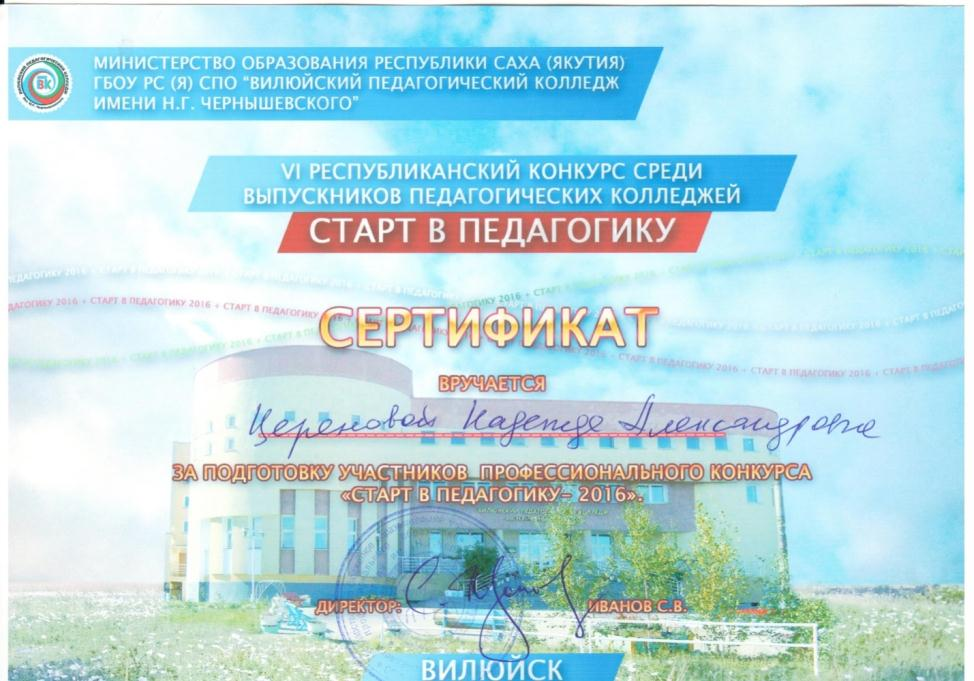 МИНИСТЕРСТВО ОБРАЗОВАНИЯ РЕСПУБЛИКИ САХА (ЯКУТИЯ)
ГБОУ РС (Я) СПО "ВИЛЮЙСКИЙ ПЕДАГОГИЧЕСКИЙ КОЛЛЕДЖ
ИМЕНИ Н.Г. ЧЕРНЫШЕВСКОГО"
VI РЕСПУБЛИКАНСКИЙ КОНКУРС СРЕДИ
ВЫПУСКНИКОВ ПЕДАГОГИЧЕСКИХ КОЛЛЕДЖЕЙ
СТАРТ В ПЕДАГОГИКУ
ПЕДАГОГИКУ 2016 + СТАРТ В ПЕДАГОГИКУ 2016 + СТАРТ В ПЕДАГОГИКУ
СЕРТИФИКАТ
ВРУЧАЕТСЯ
Цереновой Надежде Александровне
ЗА ПОДГОТОВКУ УЧАСТНИКОВ ПРОФЕССИОНАЛЬНОГО КОНКУРСА
«СТАРТ В ПЕДАГОГИКУ– 2016».
ДИРЕКТОР: ИВАНОВ С.В.
ВИЛЮЙСК